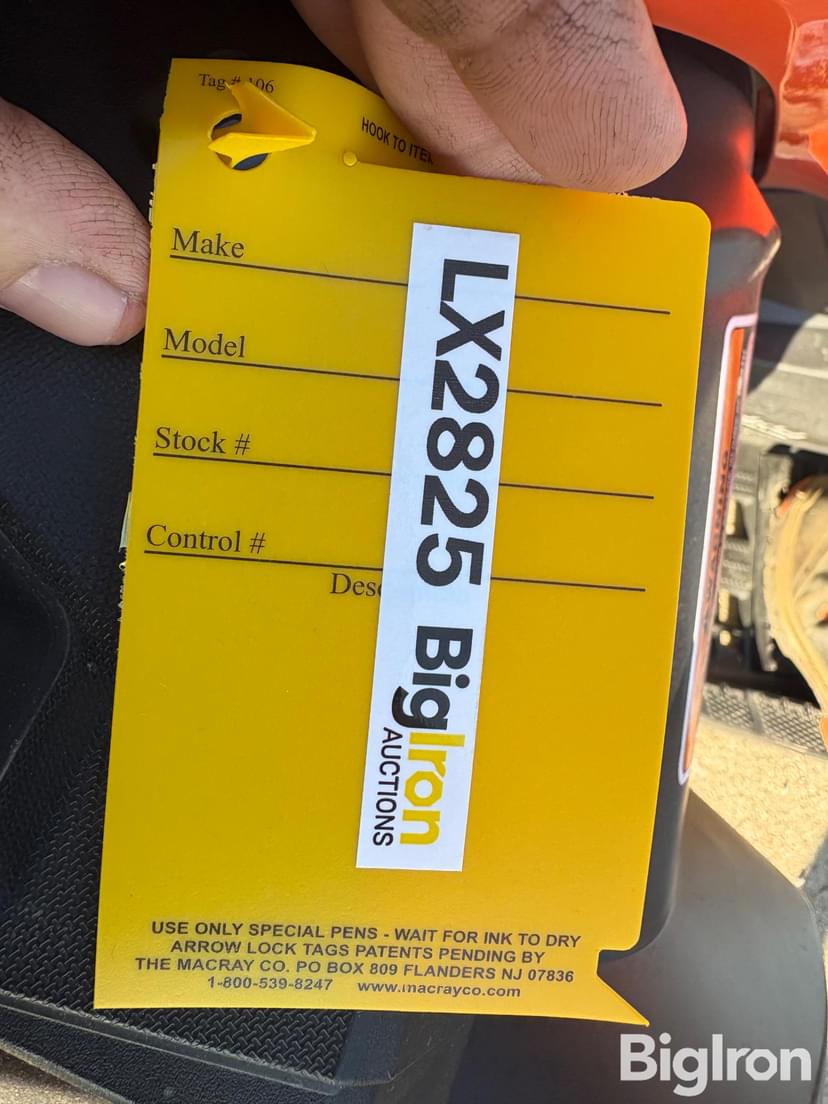 Tag # 106
HOOK TO
Make
Model
Stock #
Control #
LX2825 BigIron
AUCTIONS
USE ONLY SPECIAL PENS - WAIT FOR INK TO DRY
ARROW LOCK TAGS PATENTS PENDING BY
THE MACRAY CO. PO BOX 809 FLANDERS NJ 07836
1-800-539-8247 www.macrayco.com
BigIron